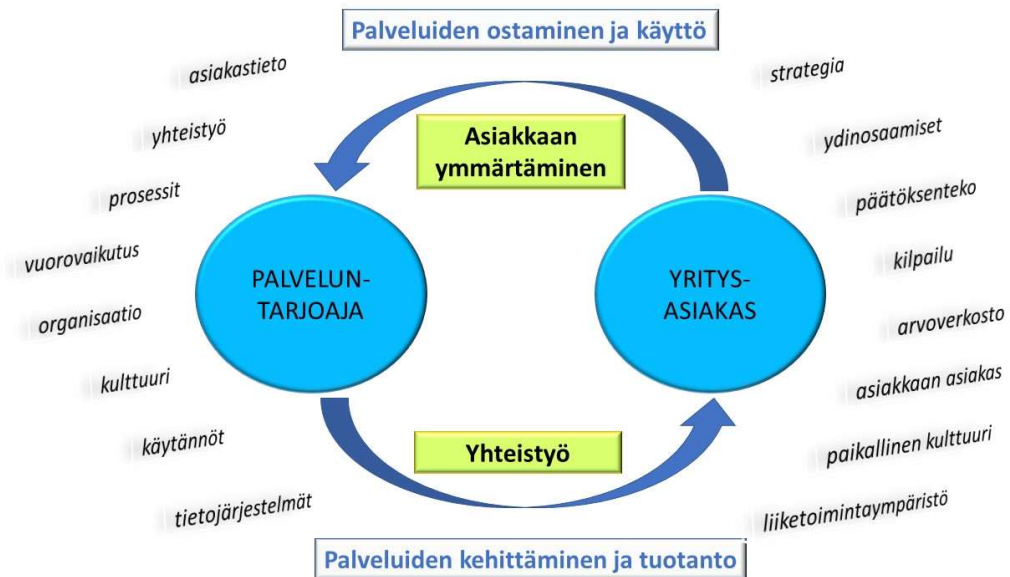 Palveluiden ostaminen ja käyttö
asiakastieto
yhteistyö
prosessit
vuorovaikutus
organisaatio
kulttuuri
käytännöt
tietojärjestelmät
Asiakkaan
ymmärtäminen
PALVELUN-
TARJOAJA
YRITYS-
ASIAKAS
Yhteistyö
strategia
ydinosaamiset
päätöksenteko
kilpailu
arvoverkosto
asiakkaan asiakas
paikallinen kulttuuri
liiketoimintaympäristö
Palveluiden kehittäminen ja tuotanto